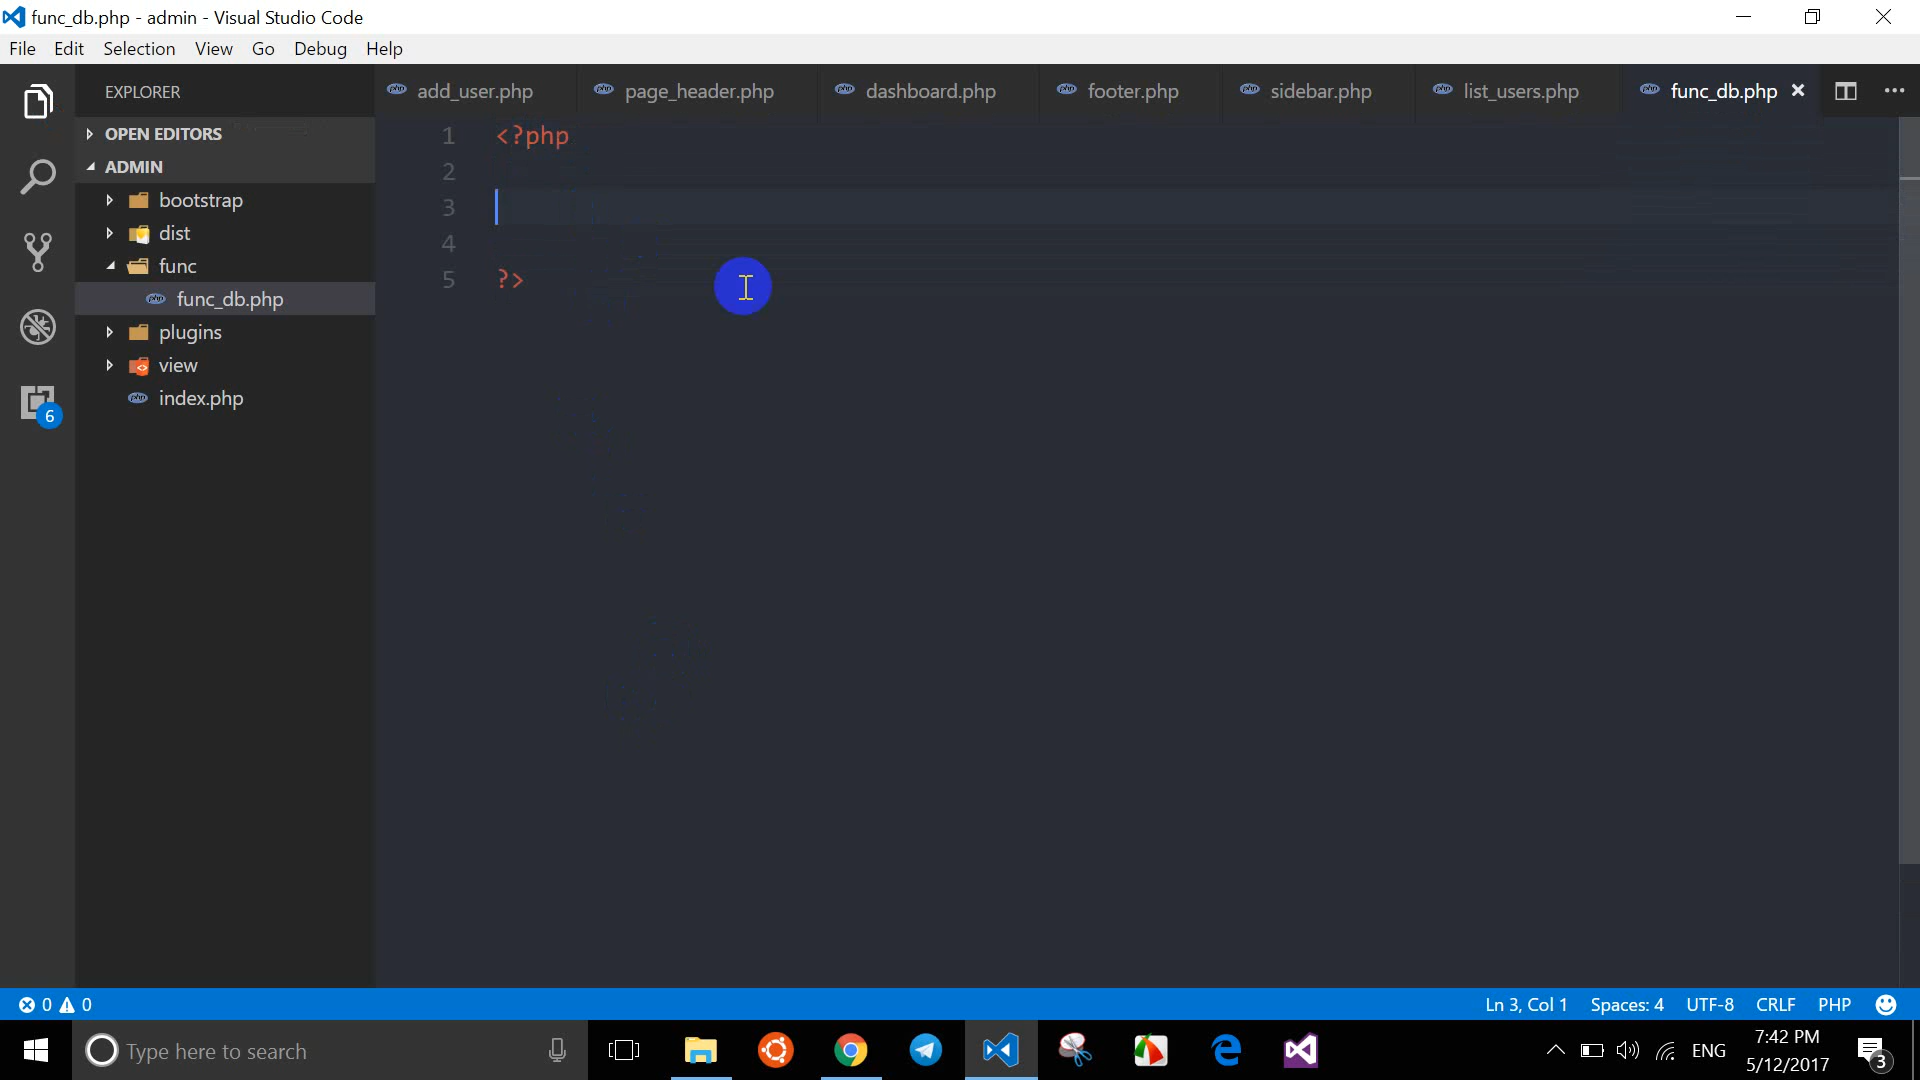 func_db.php - admin - Visual Studio Code
File Edit Selection View Go Debug Help
EXPLORER
OPEN EDITORS
ADMIN
bootstrap
dist
func
func_db.php
plugins
view
index.php
6
add_user.php page_header.php dashboard.php footer.php sidebar.php list_users.php func_db.php
1 <?php
2
3
4
5 ?>
0 0 Ln 3, Col 1 Spaces: 4 UTF-8 CRLF PHP
Type here to search
ENG
7:42 PM
5/12/2017
3